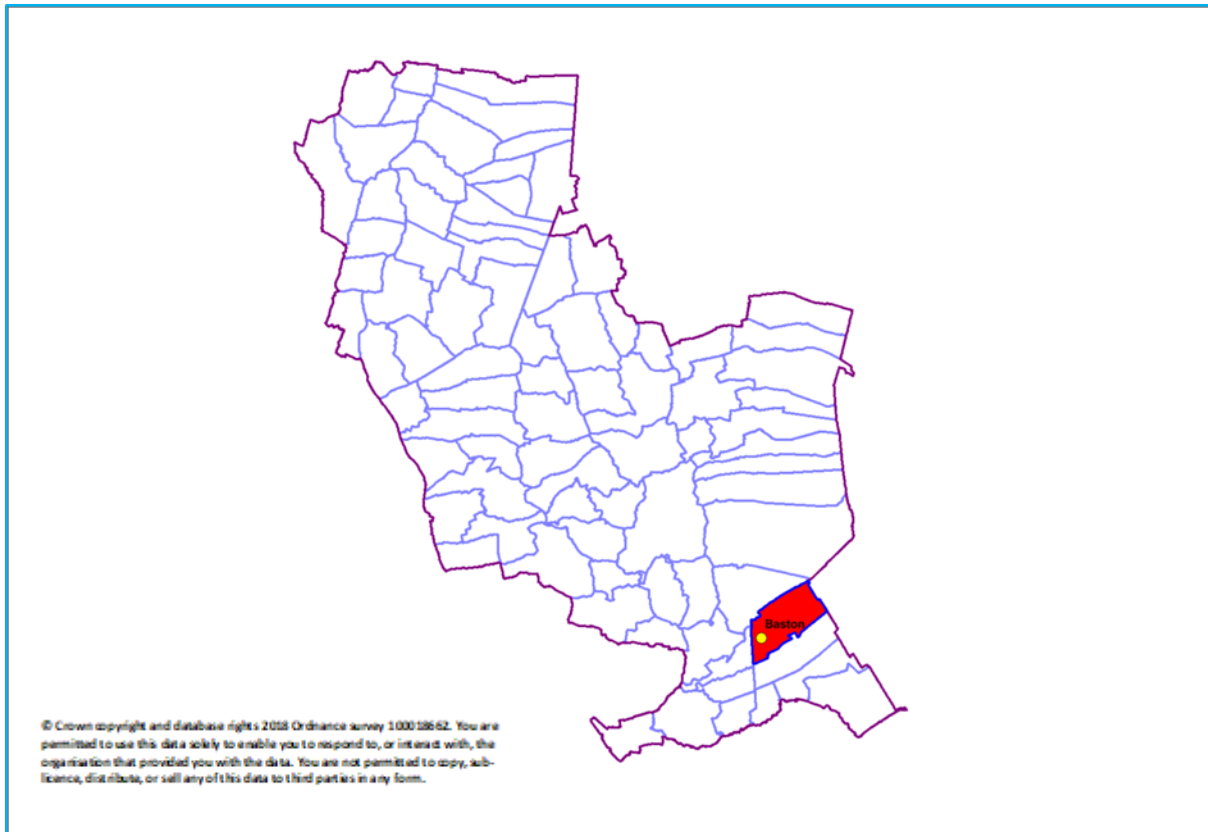 Baston
© Crown copyright and database rights 2018 Ordnance survey 100018662. You are
permitted to use this data solely to enable you to respond to, or interact with, the
organisation that provided you with the data. You are not permitted to copy, sub-
licence, distribute, or sell any of this data to third parties in any form.